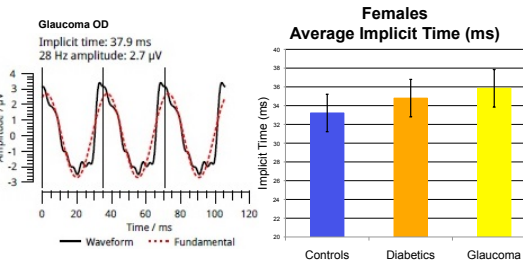 Glaucoma OD
Implicit time: 37.9 ms
28 Hz amplitude: 2.7 µV
Amplitude / µV
4
3
2
1
0
-1
-2
-3
0 20 40 60 80 100 120
Time / ms
Waveform Fundamental
Females
Average Implicit Time (ms)
Implicit Time (ms)
40
38
36
34
32
30
28
26
24
22
20
Controls Diabetics Glaucoma